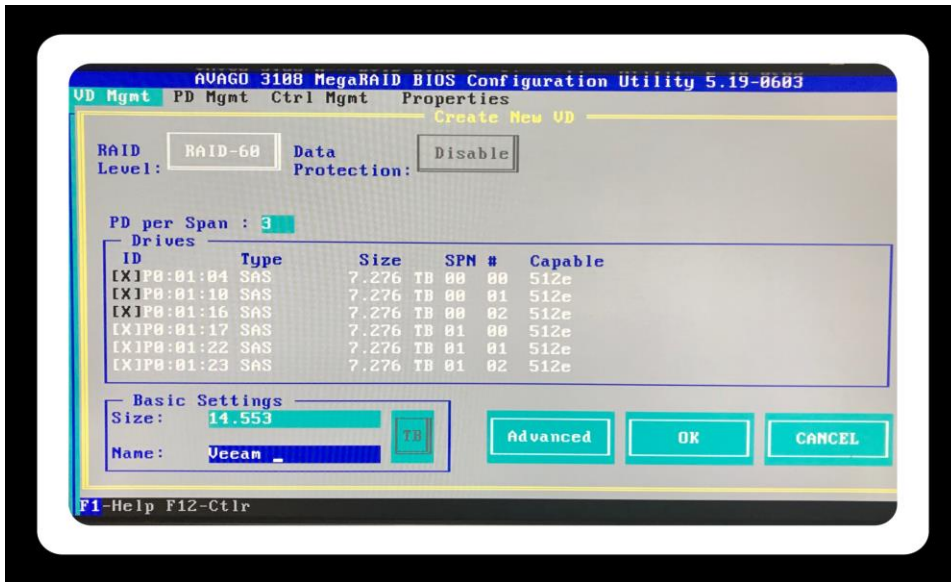 AVAGO 3108 MegaRAID BIOS Configuration Utility 5.19-0603
VD Mgmt PD Mgmt Ctrl Mgmt Properties
Create New VD
RAID Level: RAID-60 Data Protection: Disable
PD per Span : 3
Drives
ID Type Size SPN # Capable
[X]P0:01:04 SAS 7.276 TB 00 00 512e
[X]P0:01:10 SAS 7.276 TB 00 01 512e
[X]P0:01:16 SAS 7.276 TB 00 02 512e
[X]P0:01:17 SAS 7.276 TB 01 00 512e
[X]P0:01:22 SAS 7.276 TB 01 01 512e
[X]P0:01:23 SAS 7.276 TB 01 02 512e
Basic Settings
Size: 14.553 TB
Name: Veeam _
Advanced OK CANCEL
F1-Help F12-Ctlr